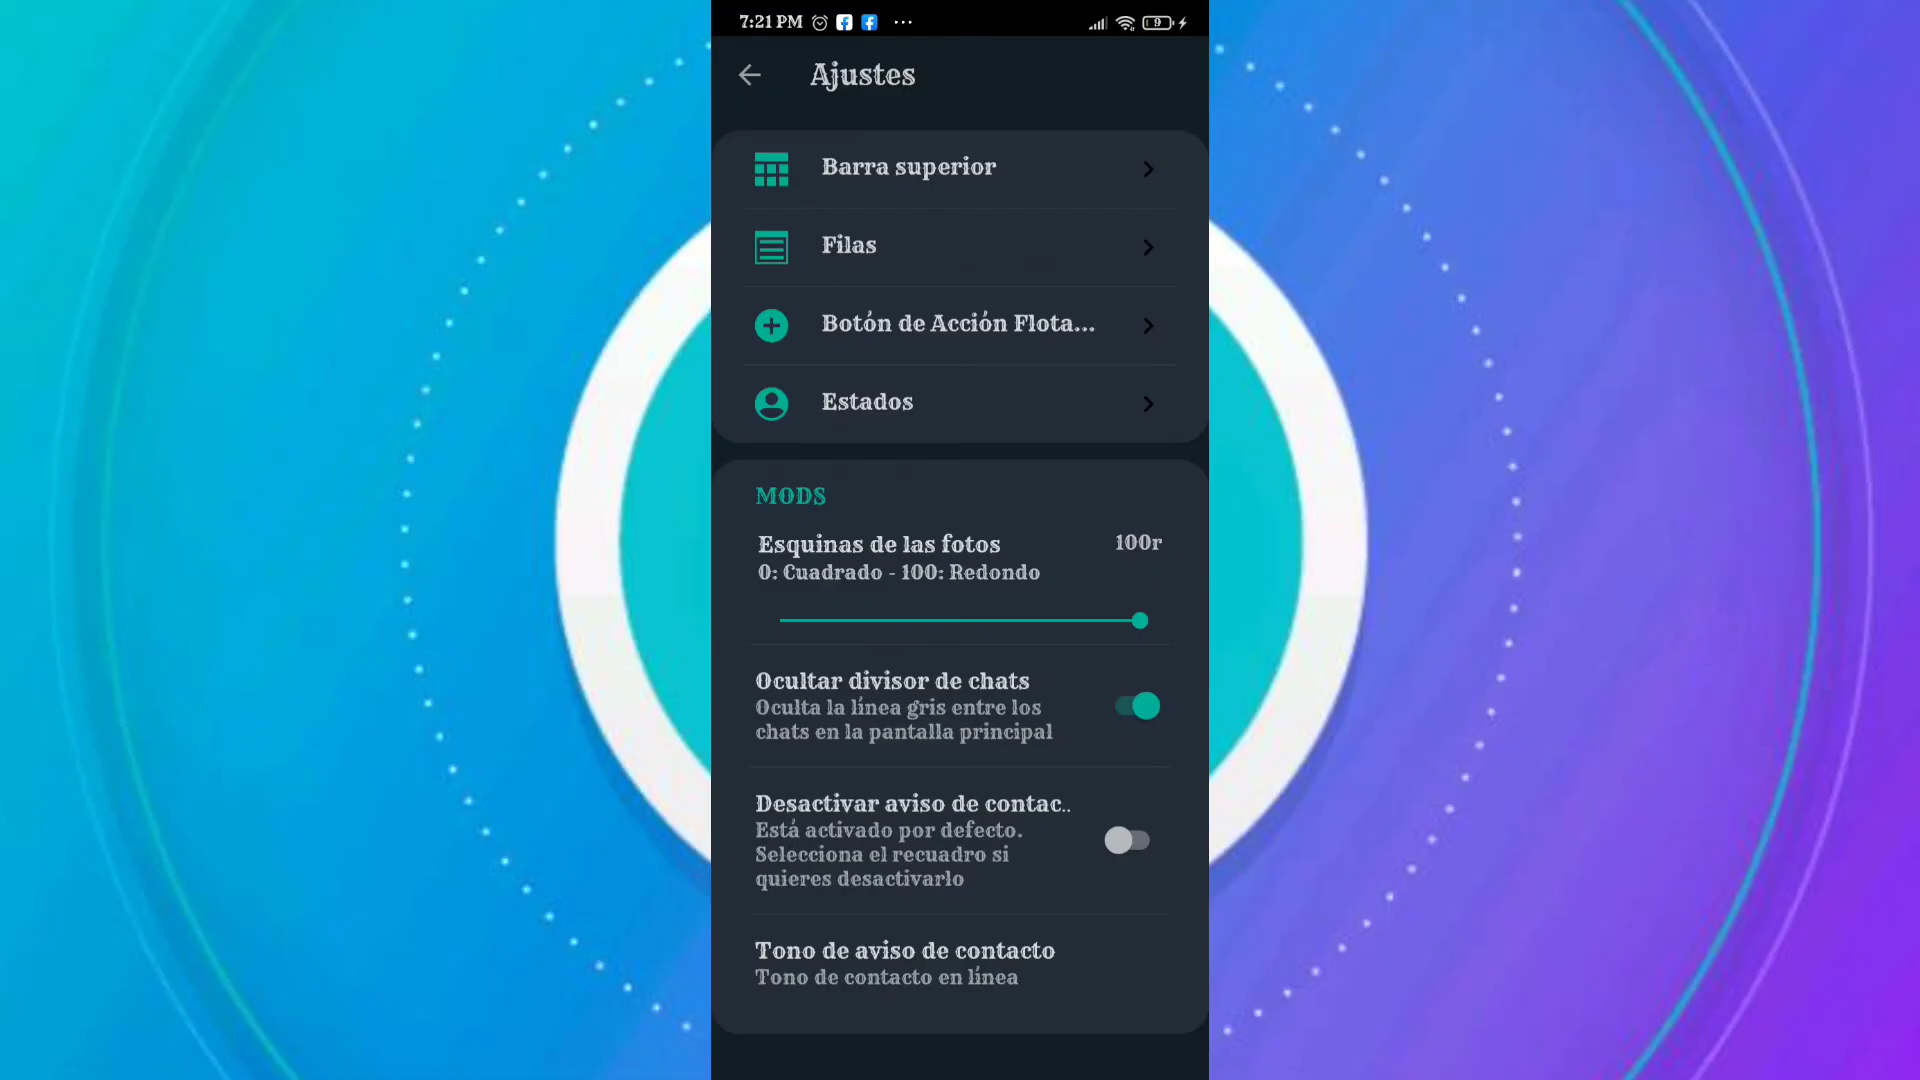 7:21 PM
9
Ajustes
Barra superior
Filas
Botón de Acción Flota...
Estados
MODS
Esquinas de las fotos
100r
0: Cuadrado - 100: Redondo
Ocultar divisor de chats
Oculta la línea gris entre los
chats en la pantalla principal
Desactivar aviso de contac..
Está activado por defecto.
Selecciona el recuadro si
quieres desactivarlo
Tono de aviso de contacto
Tono de contacto en línea